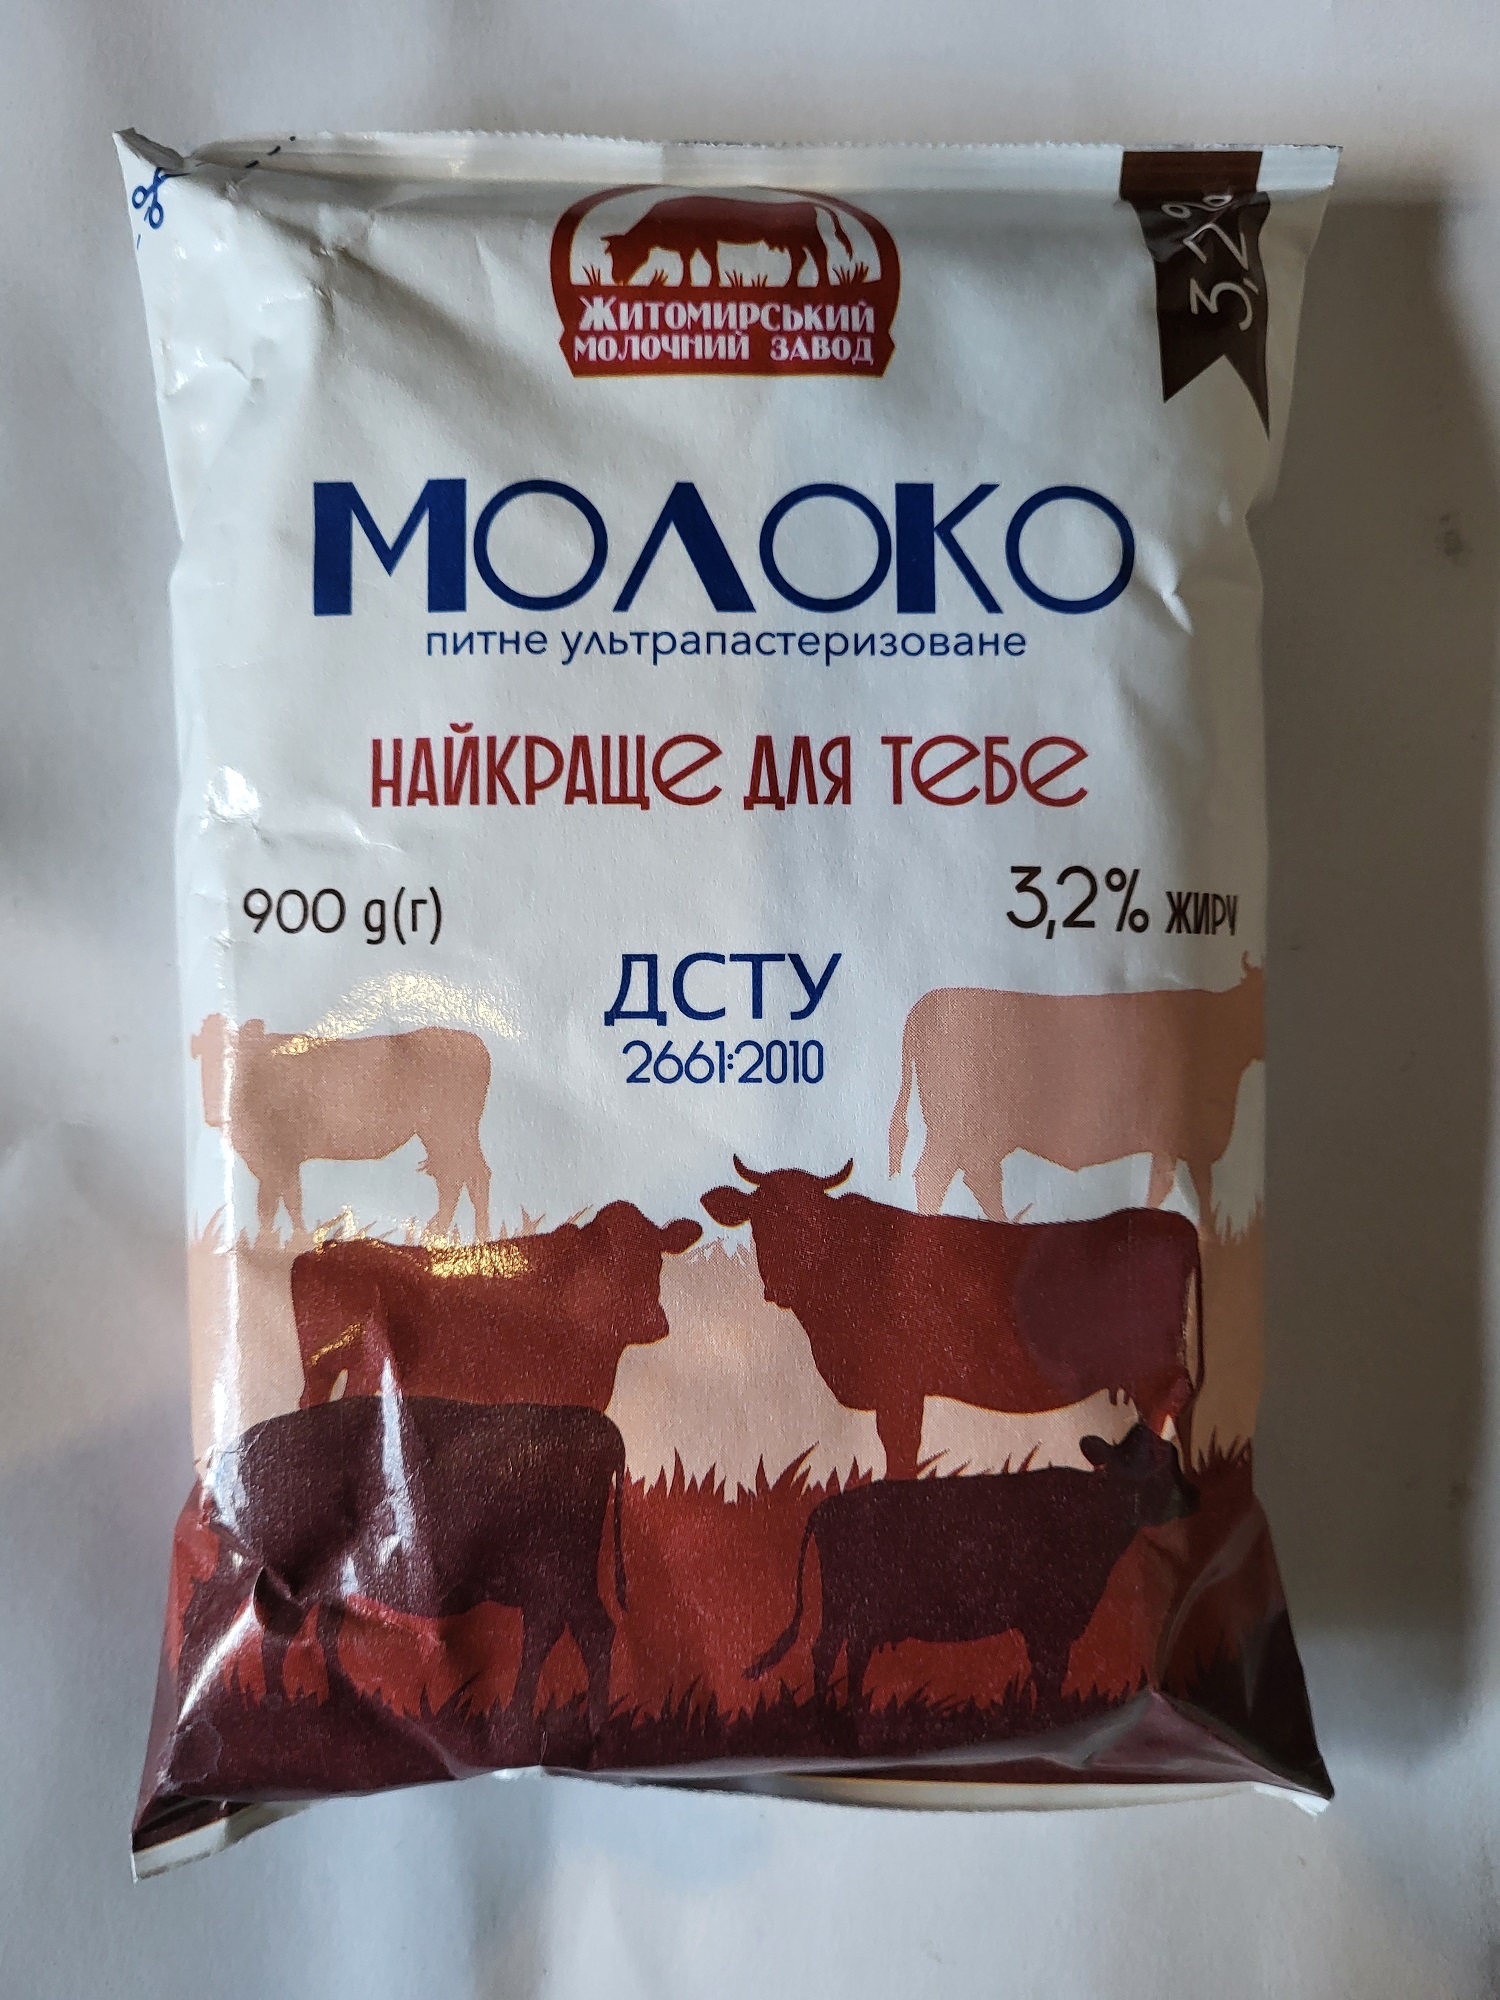 3,2%
ЖИТОМИРСЬКИЙ
МОЛОЧНИЙ ЗАВОД
МОЛОКО
питне ультрапастеризоване
НАЙКРАЩе ДЛЯ ТеБе
900 g(г)
3,2% ЖИРУ
ДСТУ
2661:2010